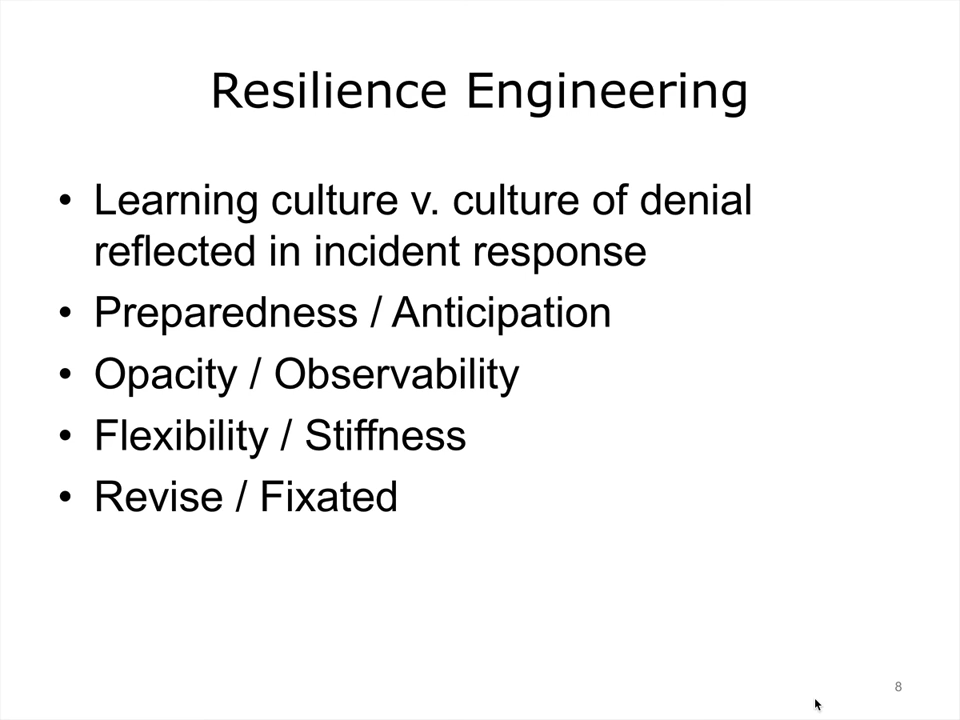 Resilience Engineering
• Learning culture v. culture of denial
reflected in incident response
• Preparedness / Anticipation
• Opacity / Observability
• Flexibility / Stiffness
• Revise / Fixated
8